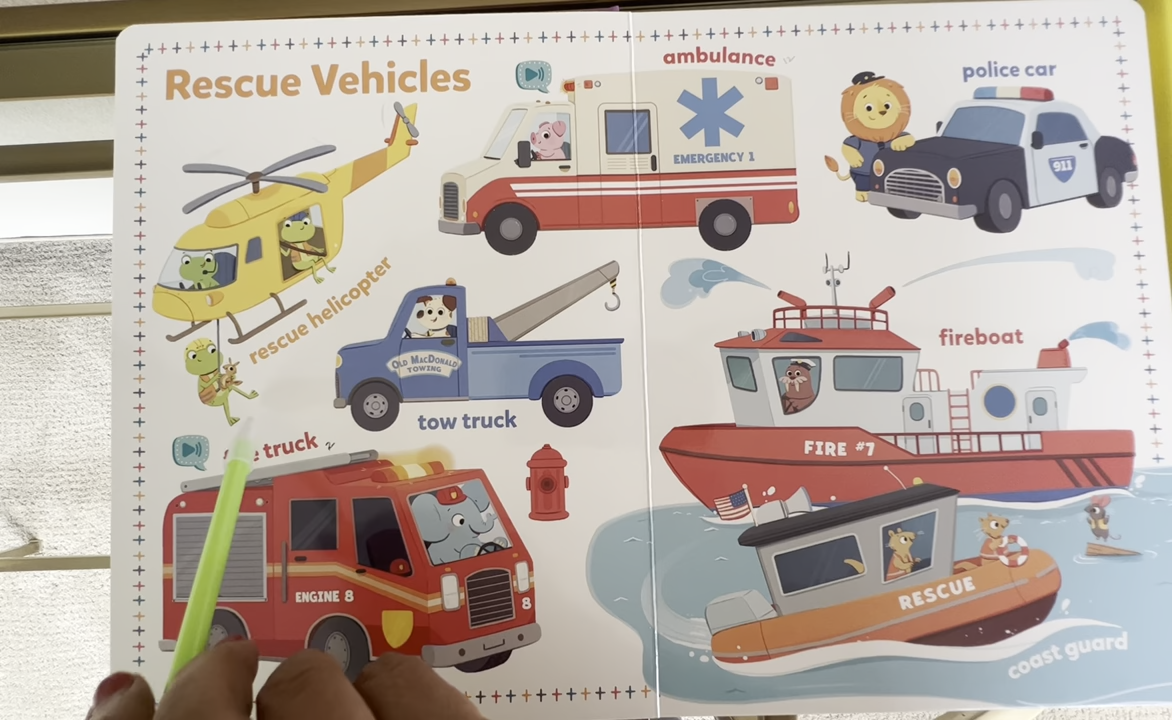 Rescue Vehicles
ambulance
EMERGENCY 1
police car
911
rescue helicopter
OLD MACDONALD
TOWING
tow truck
fireboat
FIRE #7
truck
ENGINE 8
8
RESCUE
coast guard